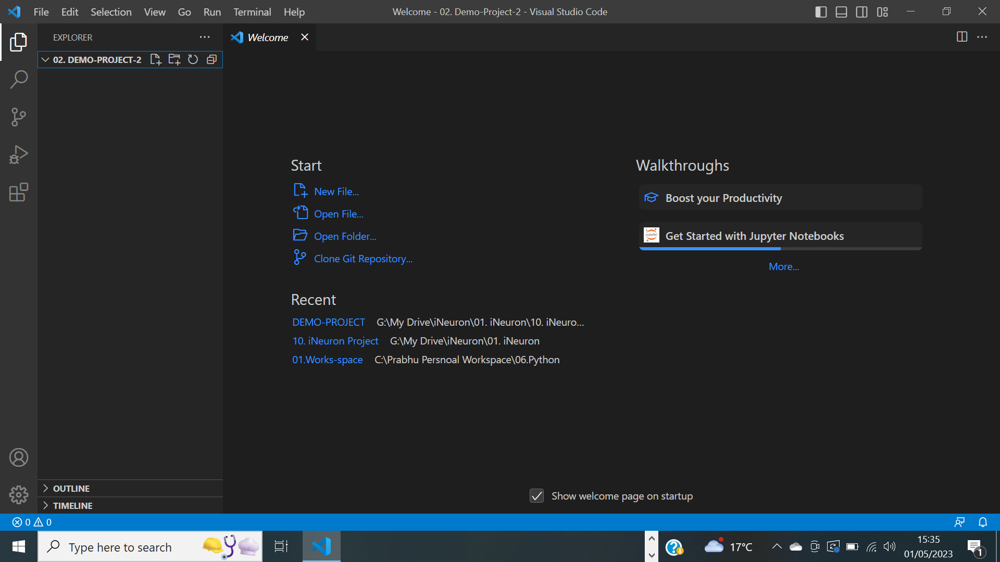 File Edit Selection View Go Run Terminal Help Welcome - 02. Demo-Project-2 - Visual Studio Code
EXPLORER
Welcome
02. DEMO-PROJECT-2
Start
New File...
Open File...
Open Folder...
Clone Git Repository...
Recent
DEMO-PROJECT G:\My Drive\iNeuron\01. iNeuron\10. iNeuro...
10. iNeuron Project G:\My Drive\iNeuron\01. iNeuron
01.Works-space C:\Prabhu Persnoal Workspace\06.Python
Walkthroughs
Boost your Productivity
jupyter Get Started with Jupyter Notebooks
More...
Show welcome page on startup
OUTLINE
TIMELINE
0 0
Type here to search
17°C
15:35
01/05/2023
1